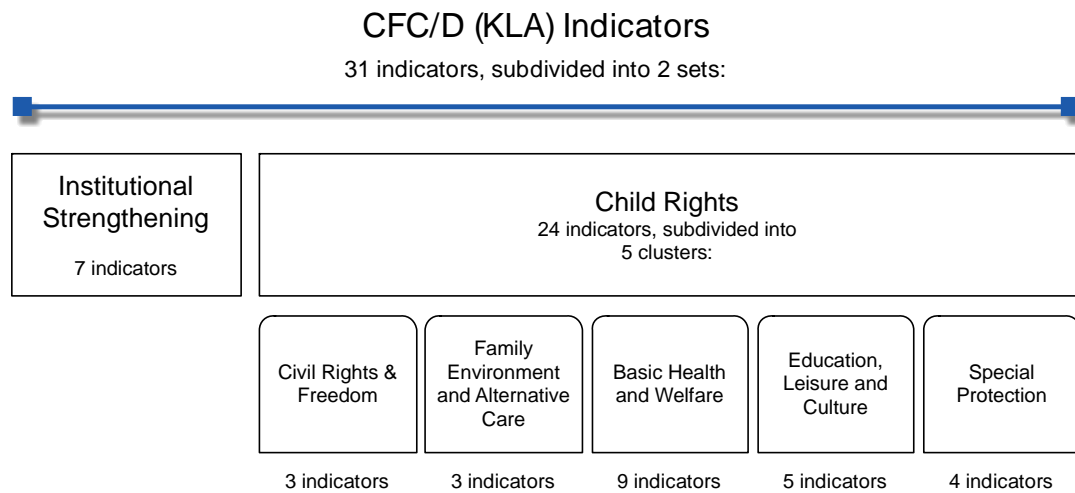 CFC/D (KLA) Indicators
31 indicators, subdivided into 2 sets:
Institutional
Strengthening
7 indicators
Child Rights
24 indicators, subdivided into
5 clusters:
Civil Rights &
Freedom
3 indicators
Family
Environment
and Alternative
Care
3 indicators
Basic Health
and Welfare
9 indicators
Education,
Leisure and
Culture
5 indicators
Special
Protection
4 indicators